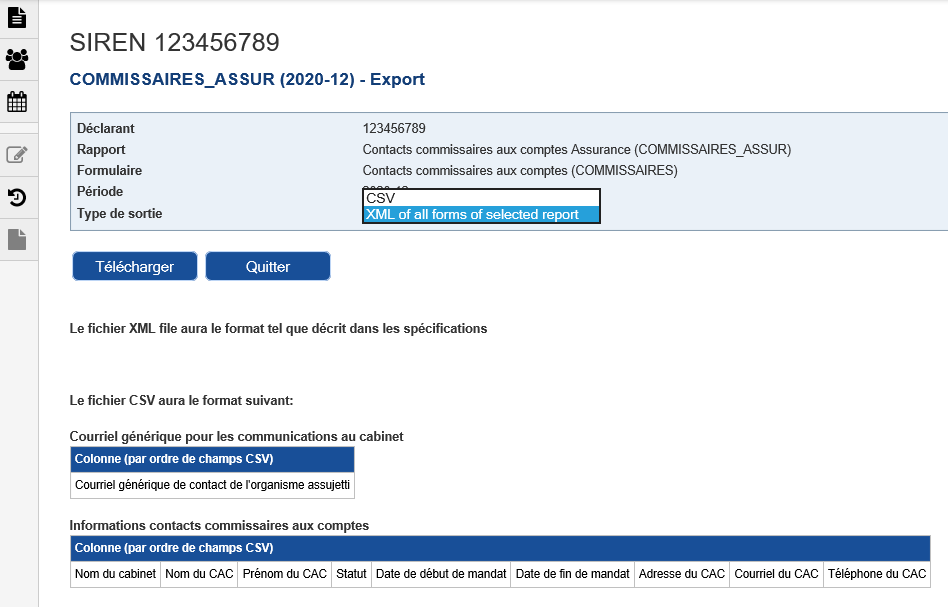 SIREN 123456789
COMMISSAIRES_ASSUR (2020-12) - Export
Déclarant 123456789
Rapport Contacts commissaires aux comptes Assurance (COMMISSAIRES_ASSUR)
Formulaire Contacts commissaires aux comptes (COMMISSAIRES)
Période
CSV
Type de sortie XML of all forms of selected report
Télécharger Quitter
Le fichier XML file aura le format tel que décrit dans les spécifications
Le fichier CSV aura le format suivant:
Courriel générique pour les communications au cabinet
Colonne (par ordre de champs CSV)
Courriel générique de contact de l'organisme assujetti
Informations contacts commissaires aux comptes
Colonne (par ordre de champs CSV)
Nom du cabinet Nom du CAC Prénom du CAC Statut Date de début de mandat Date de fin de mandat Adresse du CAC Courriel du CAC Téléphone du CAC